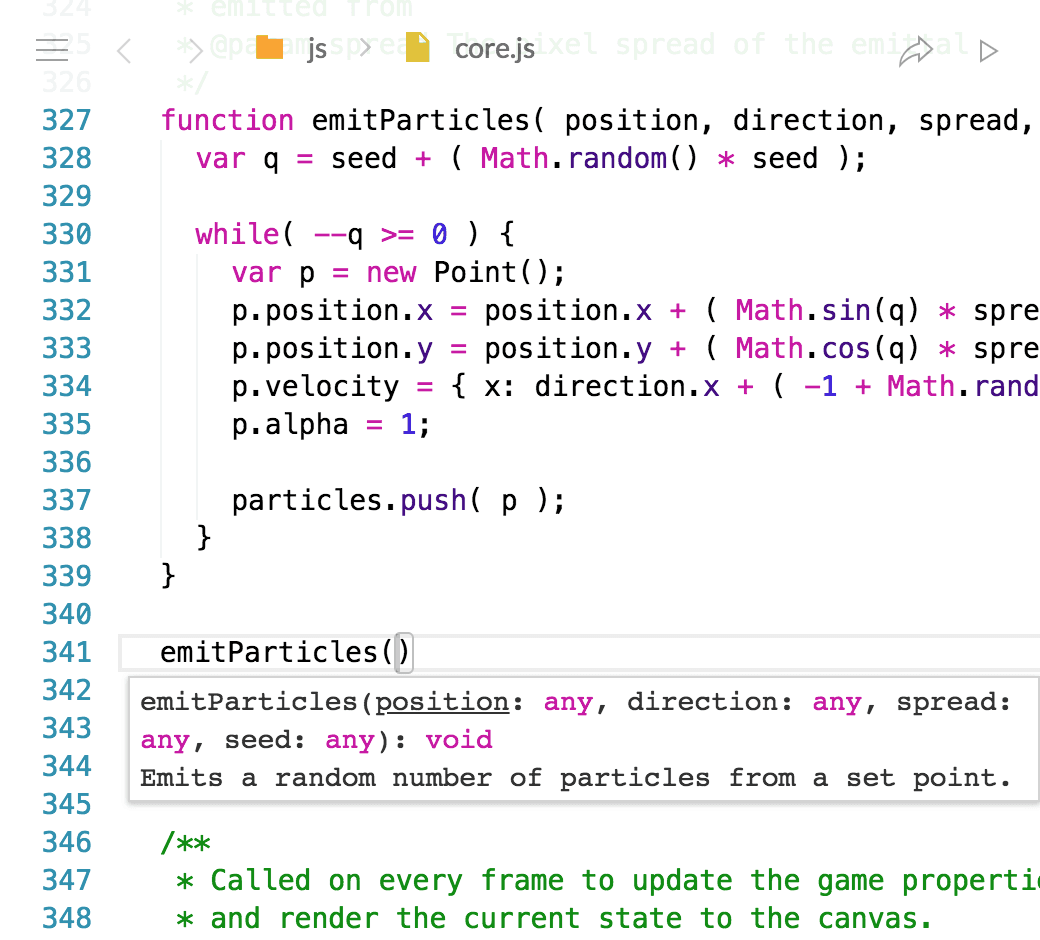 324 * emitted from
325 * @param spread The pixel spread of the
js core.js
326 */
327 function emitParticles( position, direction, spread,
328 var q = seed + ( Math.random() * seed );
329
330 while( --q >= 0 ) {
331 var p = new Point();
332 p.position.x = position.x + ( Math.sin(q) * spre
333 p.position.y = position.y + ( Math.cos(q) * spre
334 p.velocity = { x: direction.x + ( -1 + Math.rand
335 p.alpha = 1;
336
337 particles.push( p );
338 }
339 }
340
341 emitParticles()
342 emitParticles(position: any, direction: any, spread:
343 any, seed: any): void
344 Emits a random number of particles from a set point.
345
346 /**
347 * Called on every frame to update the game properti
348 * and render the current state to the canvas.